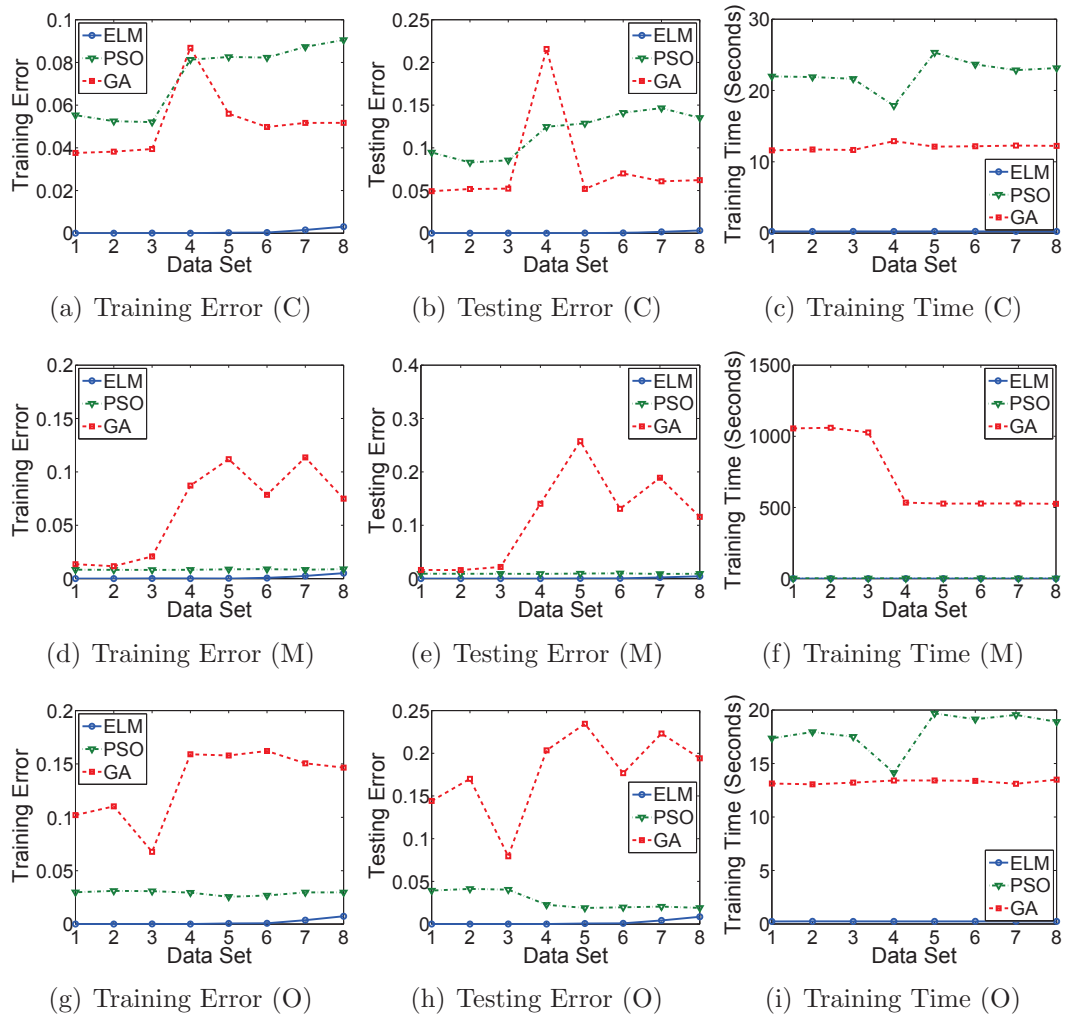 Training Error
0.1
0.08
0.06
0.04
0.02
0
ELM
PSO
GA
1 2 3 4 5 6 7 8
Data Set
(a) Training Error (C)
Testing Error
0.25
0.2
0.15
0.1
0.05
0
ELM
PSO
GA
1 2 3 4 5 6 7 8
Data Set
(b) Testing Error (C)
Training Time (Seconds)
30
20
10
0
ELM
PSO
GA
1 2 3 4 5 6 7 8
Data Set
(c) Training Time (C)
Training Error
0.2
0.15
0.1
0.05
0
ELM
PSO
GA
1 2 3 4 5 6 7 8
Data Set
(d) Training Error (M)
Testing Error
0.4
0.3
0.2
0.1
0
ELM
PSO
GA
1 2 3 4 5 6 7 8
Data Set
(e) Testing Error (M)
Training Time (Seconds)
1500
1000
500
0
ELM
PSO
GA
1 2 3 4 5 6 7 8
Data Set
(f) Training Time (M)
Training Error
0.2
0.15
0.1
0.05
0
ELM
PSO
GA
1 2 3 4 5 6 7 8
Data Set
(g) Training Error (O)
Testing Error
0.25
0.2
0.15
0.1
0.05
0
ELM
PSO
GA
1 2 3 4 5 6 7 8
Data Set
(h) Testing Error (O)
Training Time (Seconds)
20
15
10
5
0
ELM
PSO
GA
1 2 3 4 5 6 7 8
Data Set
(i) Training Time (O)